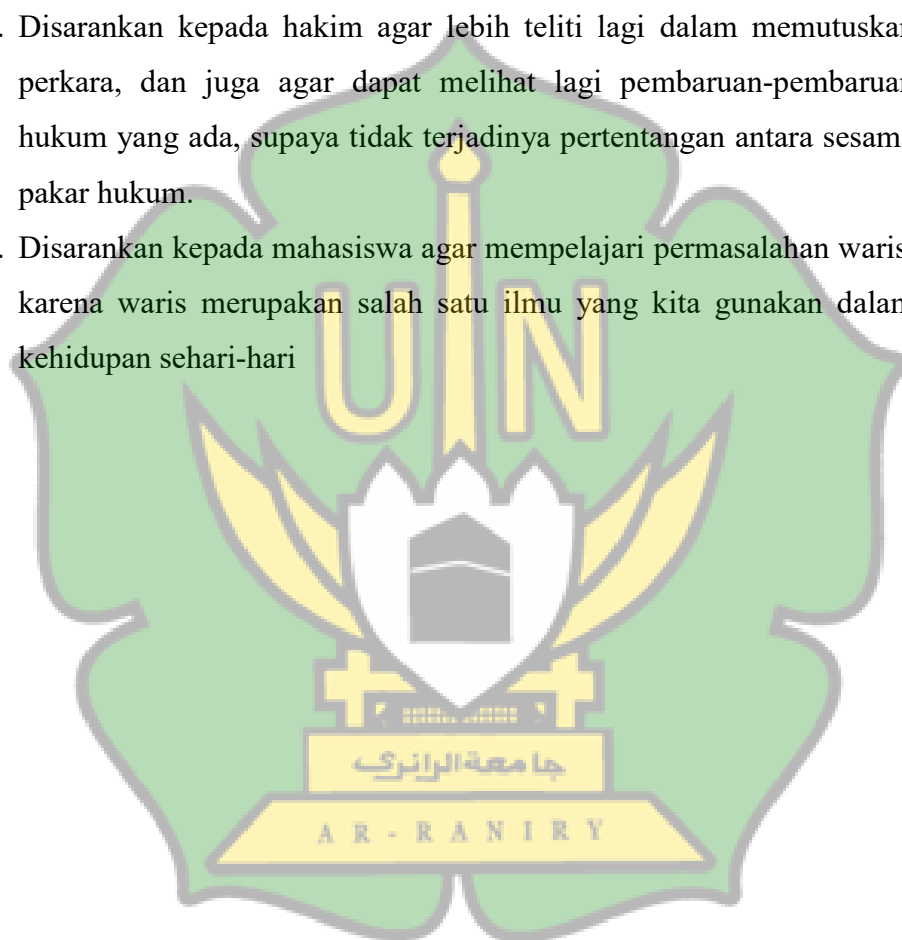 . Disarankan kepada hakim agar lebih teliti lagi dalam memutuskan
perkara, dan juga agar dapat melihat lagi pembaruan-pembaruan
hukum yang ada, supaya tidak terjadinya pertentangan antara sesam
pakar hukum.
. Disarankan kepada mahasiswa agar mempelajari permasalahan waris
karena waris merupakan salah satu ilmu yang kita gunakan dalam
kehidupan sehari-hari
UIN
جامعة الرانري
AR-RANIRY